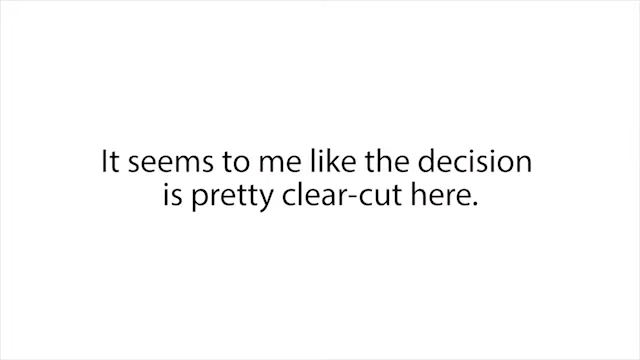 It seems to me like the decision
is pretty clear-cut here.